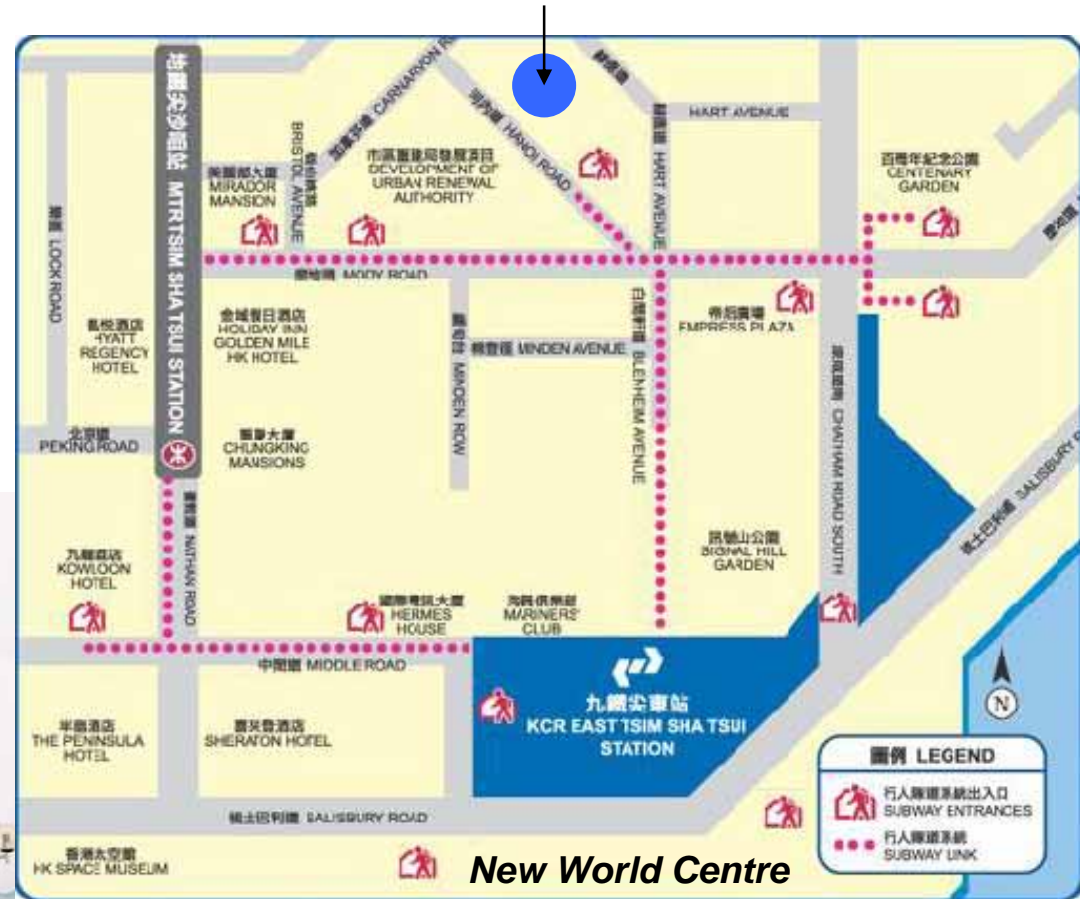 HART AVENUE
CARNARVON R
河內道 HANOI ROAD
地鐵尖沙咀站 MTR TSIM SHA TSUI STATION
BRISTOL AVENUE
市區重建局發展項目
DEVELOPMENT OF
URBAN RENEWAL
AUTHORITY
美麗都大廈
MIRADOR
MANSION
HART AVENUE
百周年紀念公園
CENTENARY
GARDEN
LOCK ROAD
MODY ROAD
凱悅酒店
HYATT
REGENCY
HOTEL
金域假日酒店
HOLIDAY INN
GOLDEN MILE
HK HOTEL
MINDEN ROW
MINDEN AVENUE
BLENHEIM AVENUE
帝后廣場
EMPRESS PLAZA
CHATHAM ROAD SOUTH
北京道
PEKING ROAD
重慶大廈
CHUNGKING
MANSIONS
SALISBURY R
NATHAN ROAD
訊號山公園
SIGNAL HILL
GARDEN
九龍酒店
KOWLOON
HOTEL
國際電訊大廈
HERMES
HOUSE
海員俱樂部
MARINERS'
CLUB
中間道 MIDDLE ROAD
九鐵尖東站
KCR EAST TSIM SHA TSUI
STATION
N
半島酒店
THE PENINSULA
HOTEL
喜來登酒店
SHERATON HOTEL
圖例 LEGEND
行人隧道系統出入口
SUBWAY ENTRANCES
行人隧道系統
SUBWAY LINK
梳士巴利道 SALISBURY ROAD
香港太空館
HK SPACE MUSEUM
New World Centre